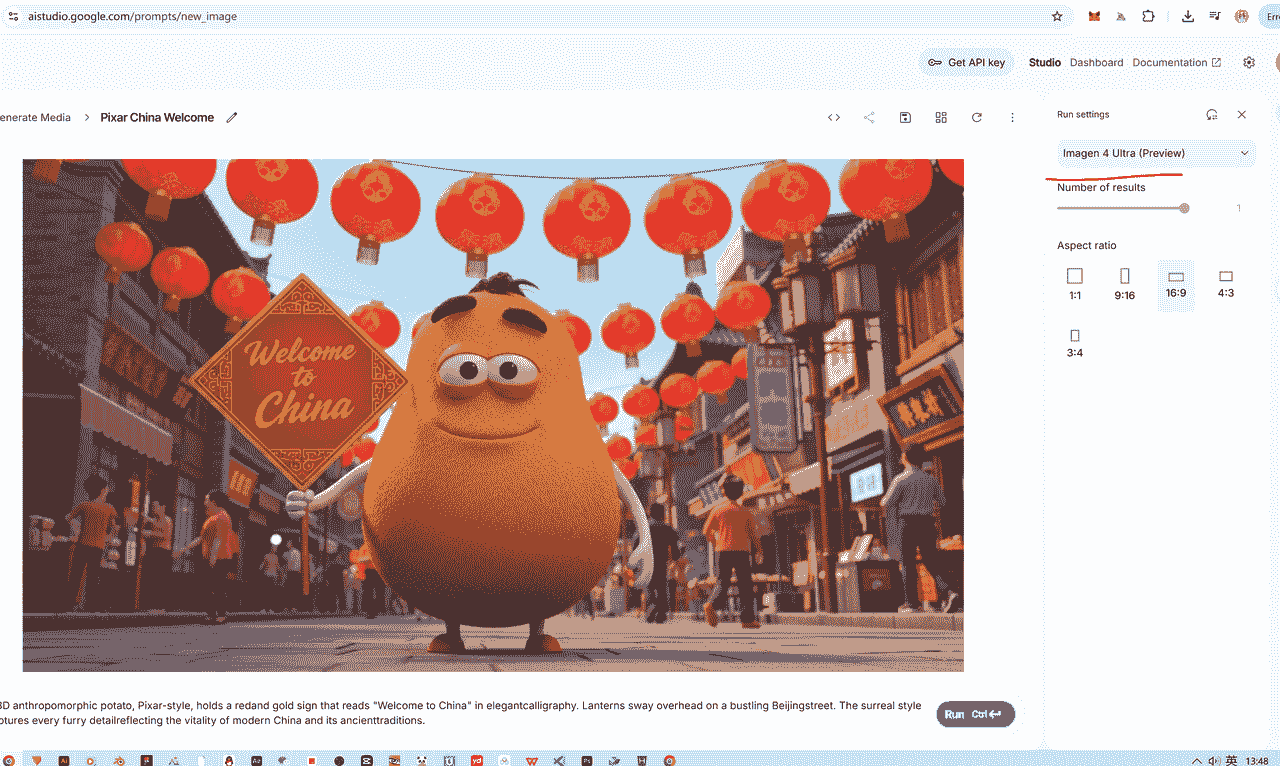 aistudio.google.com/prompts/new_image
Get API key
Studio
Dashboard
Documentation
enerate Media > Pixar China Welcome
Run settings
Imagen 4 Ultra (Preview)
Number of results
1
Aspect ratio
1:1
9:16
16:9
4:3
3:4
Welcome
to
China
3D anthropomorphic potato, Pixar-style, holds a redand gold sign that reads "Welcome to China" in elegantcalligraphy. Lanterns sway overhead on a bustling Beijingstreet. The surreal style
ptures every furry detailreflecting the vitality of modern China and its ancienttraditions.
Run Ctrl
英
13:48